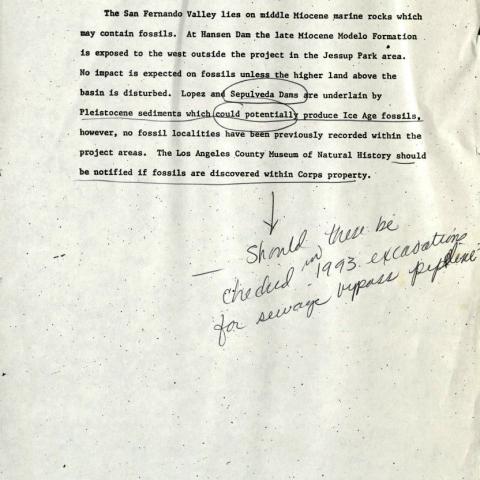 The San Fernando Valley lies on middle Miocene marine rocks which
may contain fossils. At Hansen Dam the late Miocene Modelo Formation
is exposed to the west outside the project in the Jessup Park area.
No impact is expected on fossils unless the higher land above the
basin is disturbed. Lopez and Sepulveda Dams are underlain by
Pleistocene sediments which could potentially produce Ice Age fossils,
however, no fossil localities have been previously recorded within the
project areas. The Los Angeles County Museum of Natural History should
be notified if fossils are discovered within Corps property.
— Should there be
checked in 1993 excavations
for sewage bypass pipeline